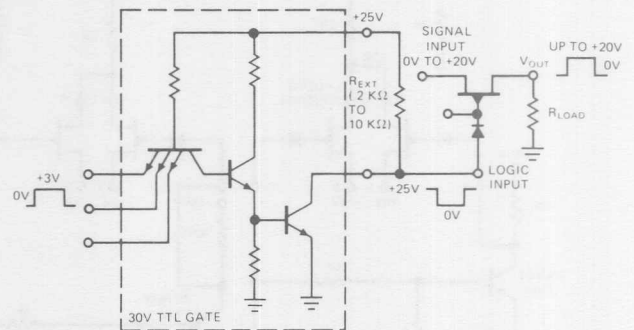 +25V
SIGNAL
INPUT
0V TO +20V
VOUT
UP TO +20V
0V
REXT
(2 KΩ
TO
10 KΩ)
RLOAD
+3V
0V
+25V
0V
LOGIC
INPUT
30V TTL GATE